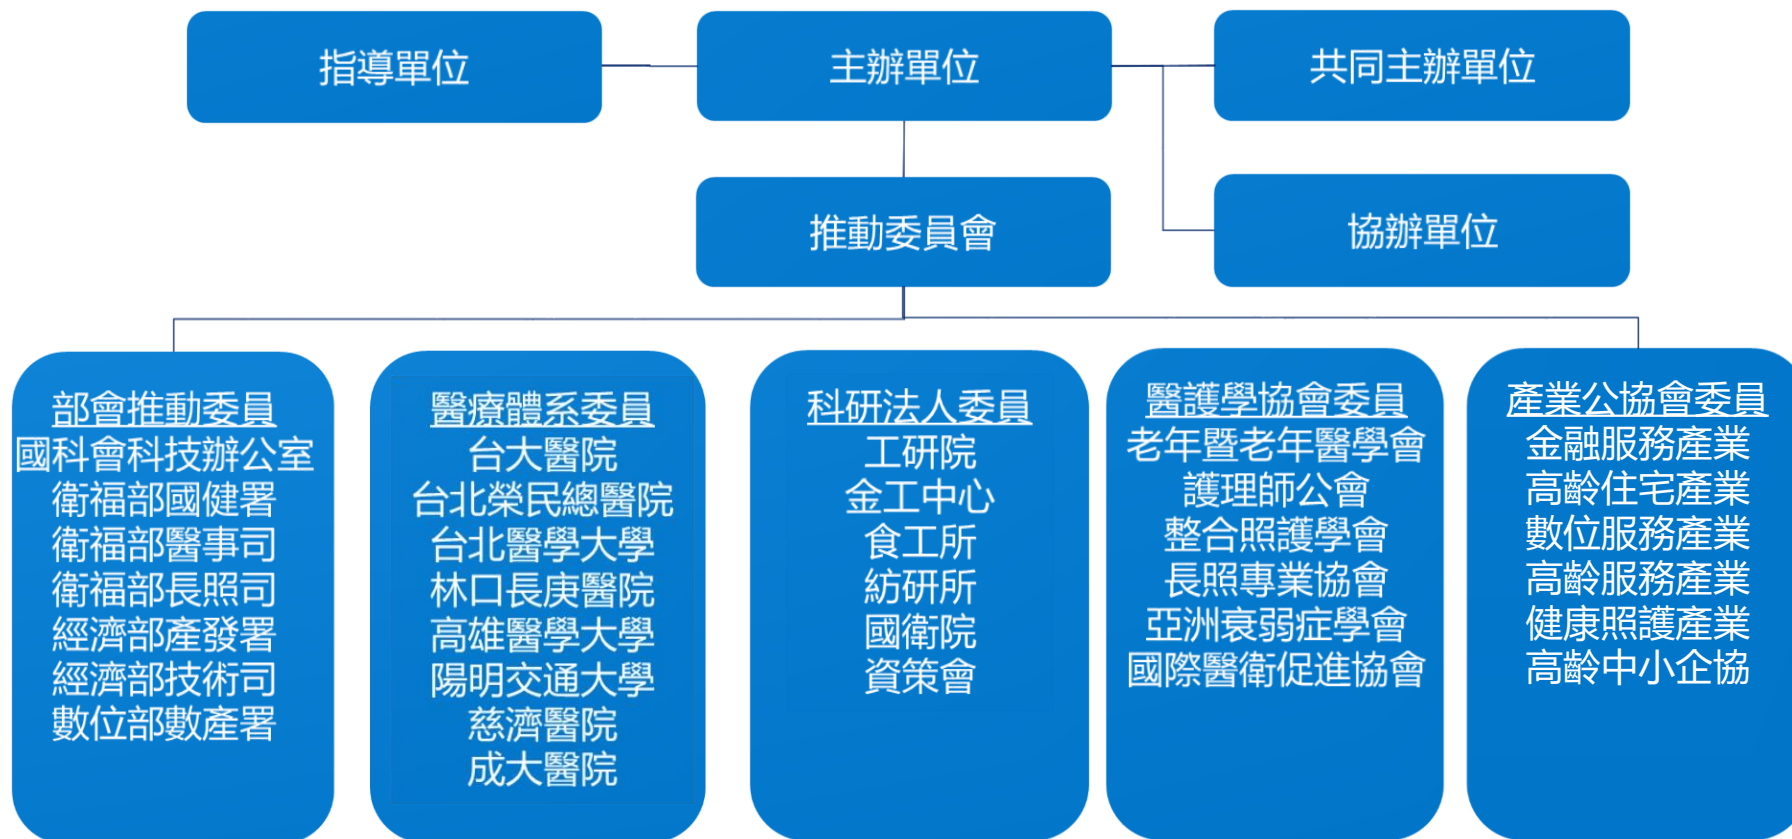 指導單位
主辦單位
共同主辦單位
推動委員會
協辦單位
部會推動委員
國科會科技辦公室
衛福部國健署
衛福部醫事司
衛福部長照司
經濟部產發署
經濟部技術司
數位部數產署
醫療體系委員
台大醫院
台北榮民總醫院
台北醫學大學
林口長庚醫院
高雄醫學大學
陽明交通大學
慈濟醫院
成大醫院
科研法人委員
工研院
金工中心
食工所
紡研所
國衛院
資策會
醫護學協會委員
老年暨老年醫學會
護理師公會
整合照護學會
長照專業協會
亞洲衰弱症學會
國際醫衛促進協會
產業公協會委員
金融服務產業
高齡住宅產業
數位服務產業
高齡服務產業
健康照護產業
高齡中小企協